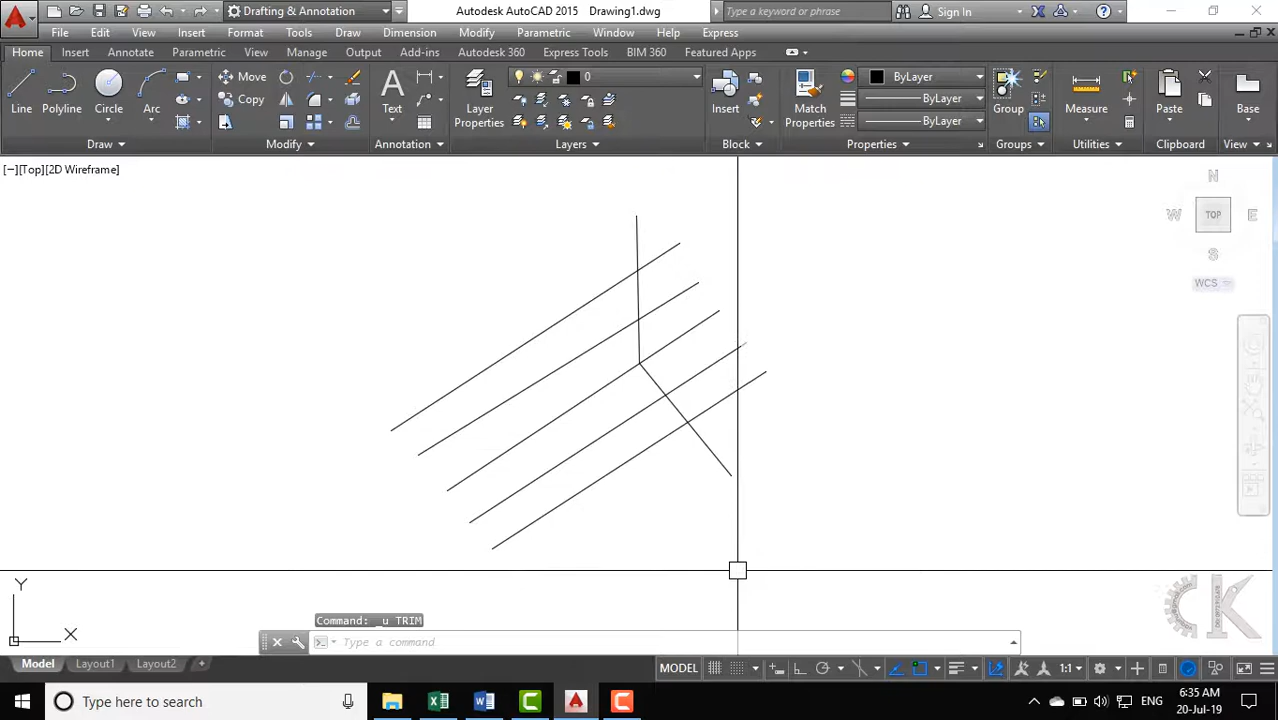 Drafting & Annotation
Autodesk AutoCAD 2015 Drawing1.dwg
Type a keyword or phrase
Sign In
File Edit View Insert Format Tools Draw Dimension Modify Parametric Window Help Express
Home Insert Annotate Parametric View Manage Output Add-ins Autodesk 360 Express Tools BIM 360 Featured Apps
Move
0
ByLayer
Copy
ByLayer
Line Polyline Circle Arc
Text
Layer
Properties
Insert
Match
Properties
ByLayer
Group
Measure
Paste
Base
Draw Modify Annotation Layers Block Properties Groups Utilities Clipboard View
[−][Top][2D Wireframe]
N
W TOP E
S
WCS
Y
X
CK
Command: _u TRIM
Type a command
Model Layout1 Layout2 +
MODEL
1:1
Type here to search
ENG
6:35 AM
20-Jul-19